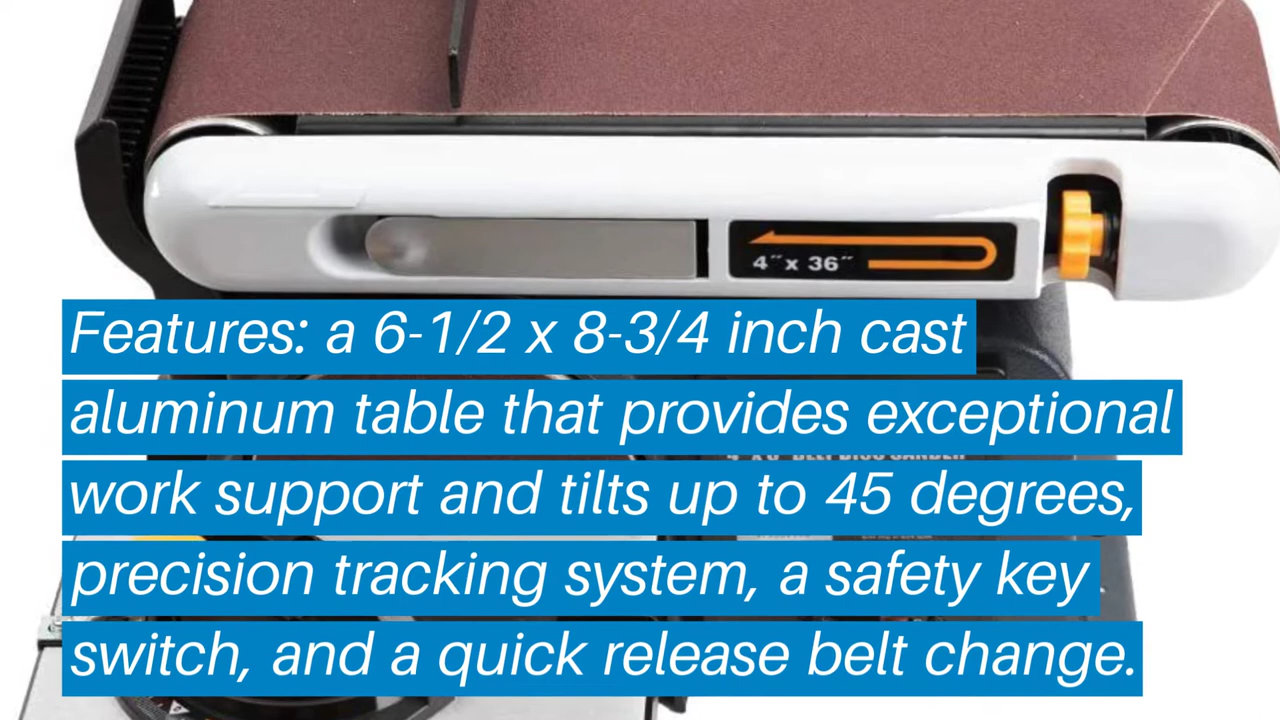 4″x 36″
Features: a 6-1/2 x 8-3/4 inch cast
aluminum table that provides exceptional
work support and tilts up to 45 degrees,
precision tracking system, a safety key
switch, and a quick release belt change.